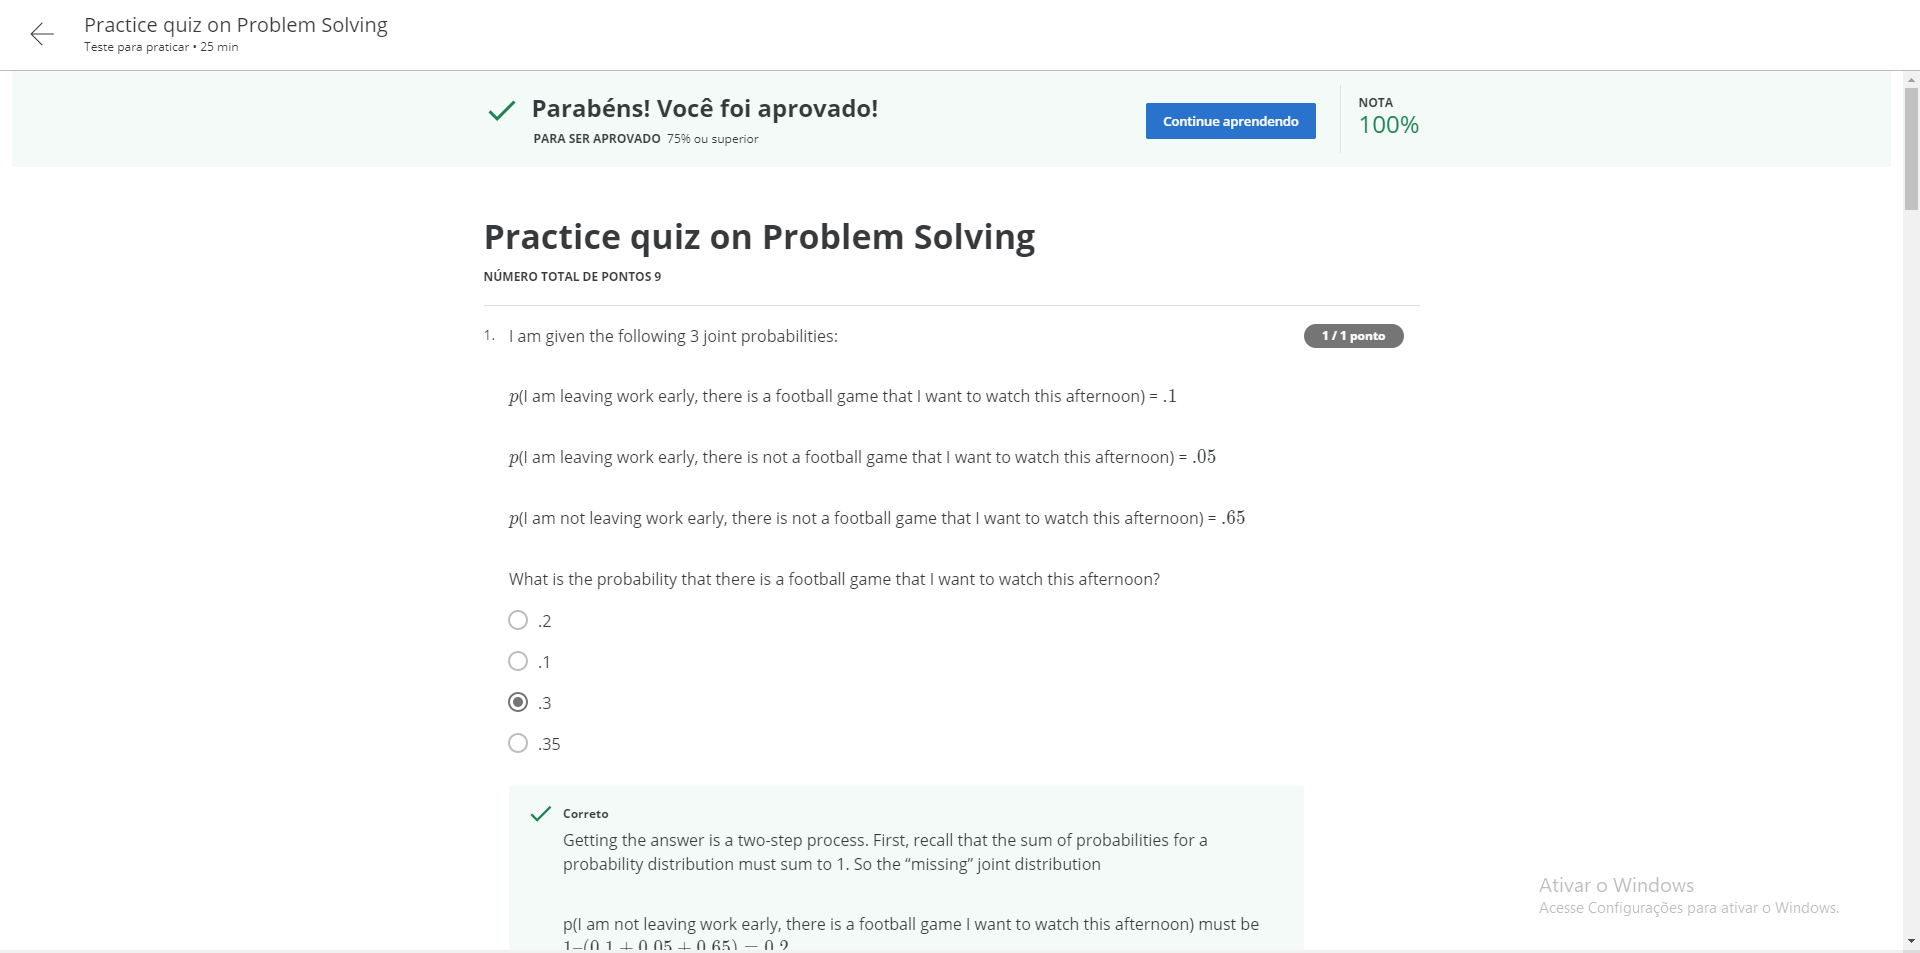 Practice quiz on Problem Solving
Teste para praticar • 25 min
Parabéns! Você foi aprovado!
PARA SER APROVADO 75% ou superior
Continue aprendendo
NOTA
100%
Practice quiz on Problem Solving
NÚMERO TOTAL DE PONTOS 9
1. I am given the following 3 joint probabilities:
1 / 1 ponto
p(I am leaving work early, there is a football game that I want to watch this afternoon) = .1
p(I am leaving work early, there is not a football game that I want to watch this afternoon) = .05
p(I am not leaving work early, there is not a football game that I want to watch this afternoon) = .65
What is the probability that there is a football game that I want to watch this afternoon?
.2
.1
.3
.35
Correto
Getting the answer is a two-step process. First, recall that the sum of probabilities for a
probability distribution must sum to 1. So the “missing” joint distribution
p(I am not leaving work early, there is a football game I want to watch this afternoon) must be
1–(0.1 + 0.05 + 0.65) = 0.2
Ativar o Windows
Acesse Configurações para ativar o Windows.